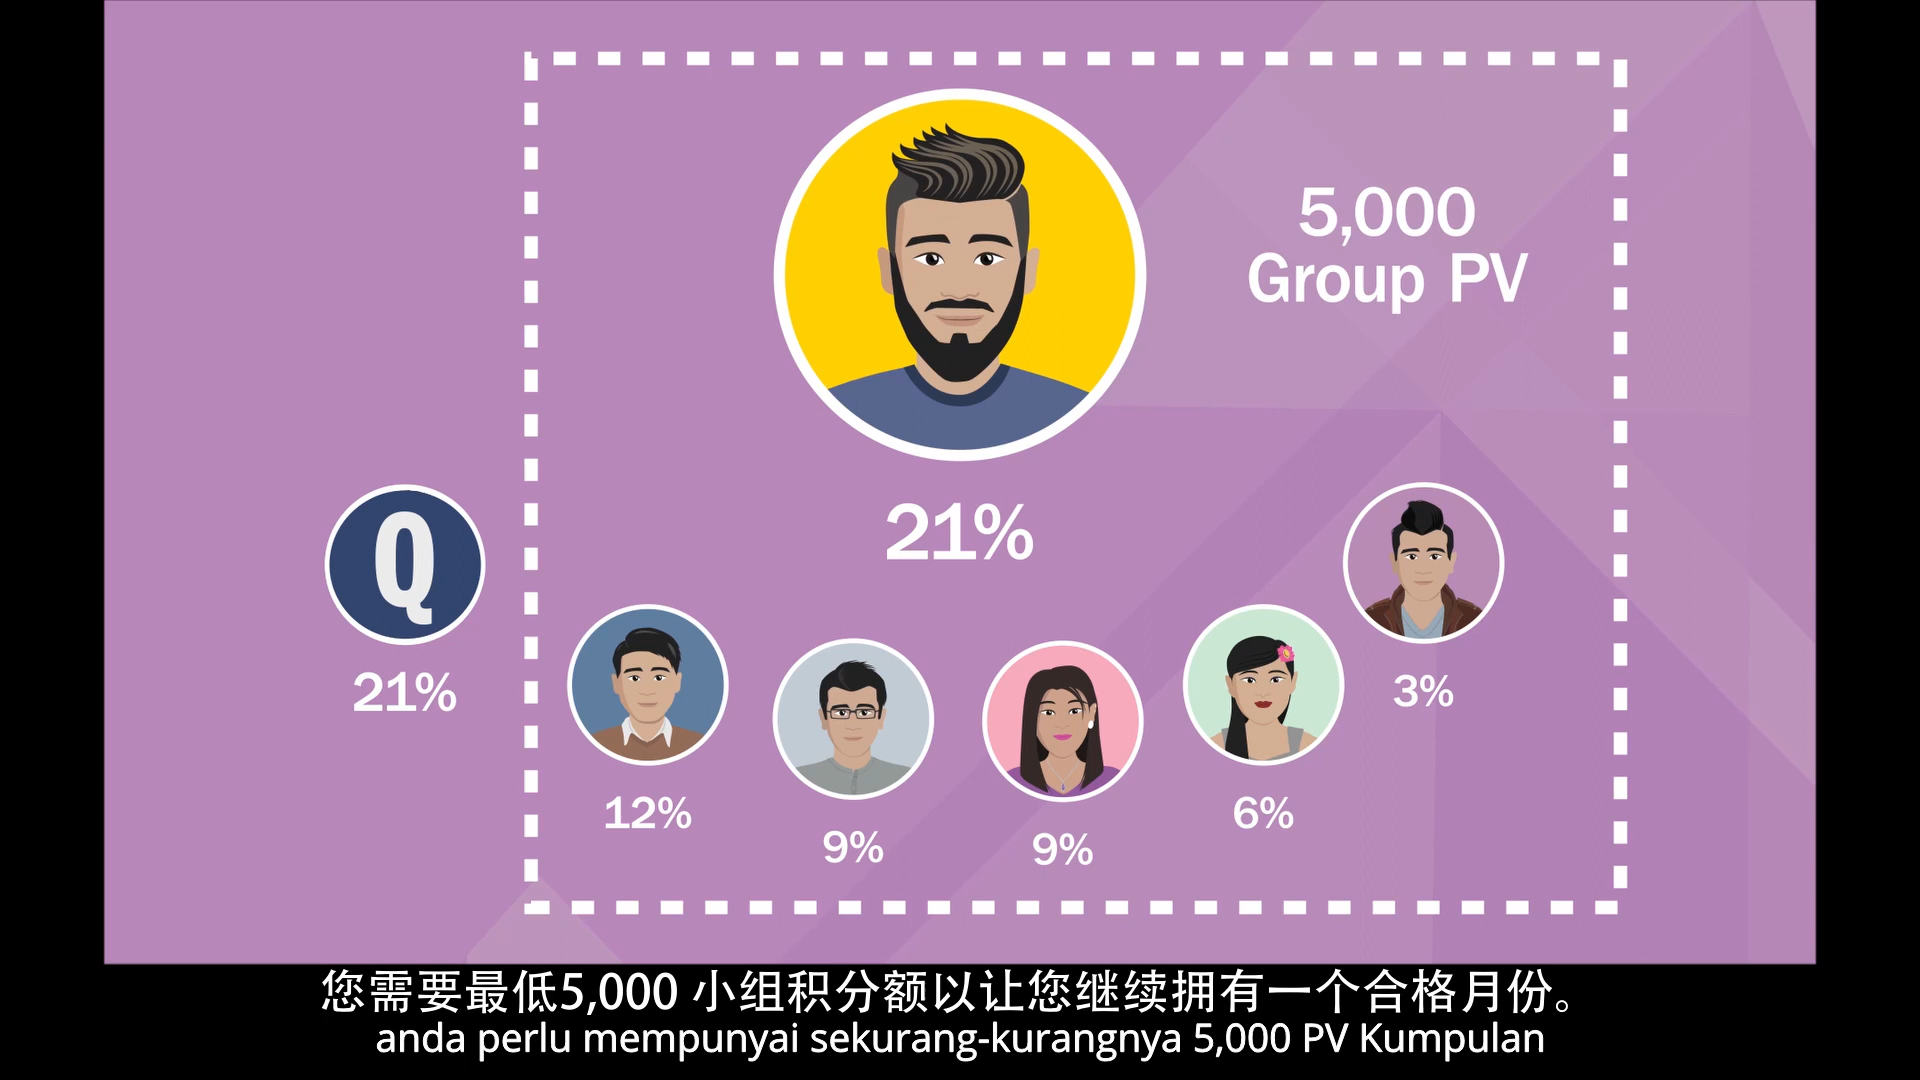 5,000
Group PV
21%
Q
21%
12%
9%
9%
6%
3%
您需要最低5,000 小组积分额以让您继续拥有一个合格月份。
anda perlu mempunyai sekurang-kurangnya 5,000 PV Kumpulan